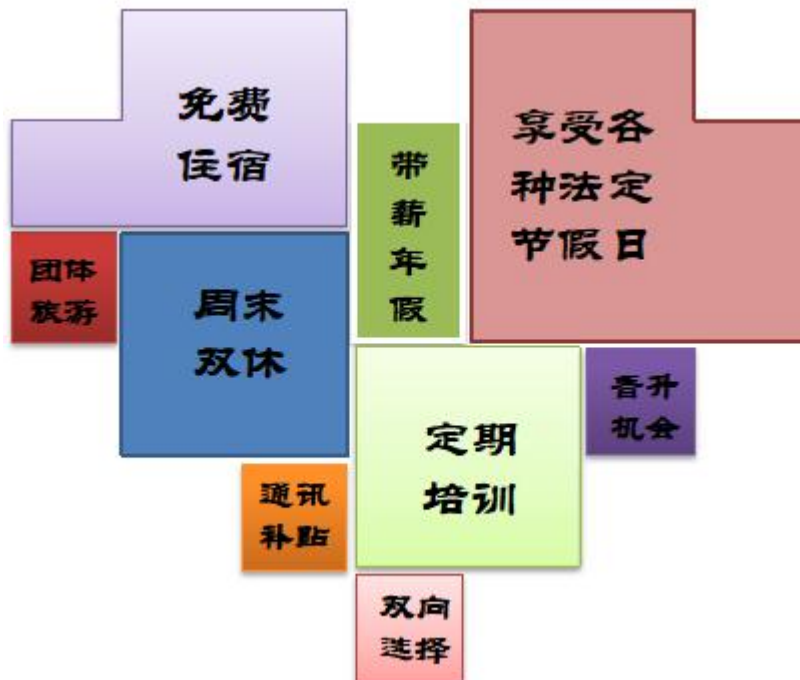 免费
住宿
享受各
种法定
节假日
带
薪
年
假
团体
旅游
周末
双休
定期
培训
晋升
机会
通讯
补贴
双向
选择